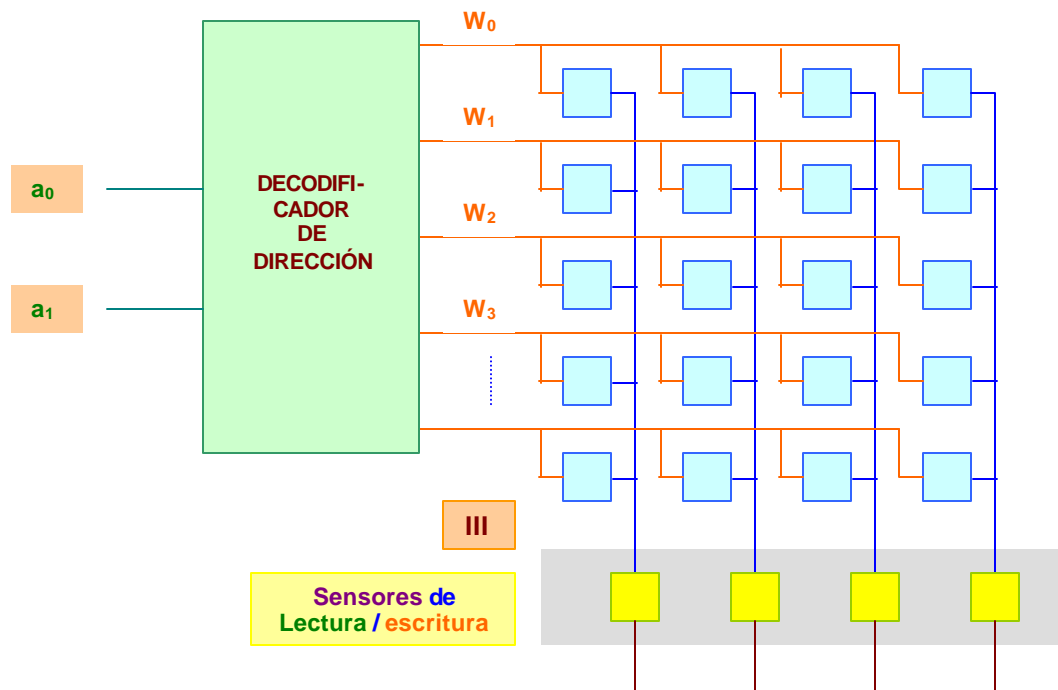 W₀
W₁
a₀
DECODIFI-
CADOR
DE
DIRECCIÓN
W₂
a₁
W₃
III
Sensores de
Lectura / escritura